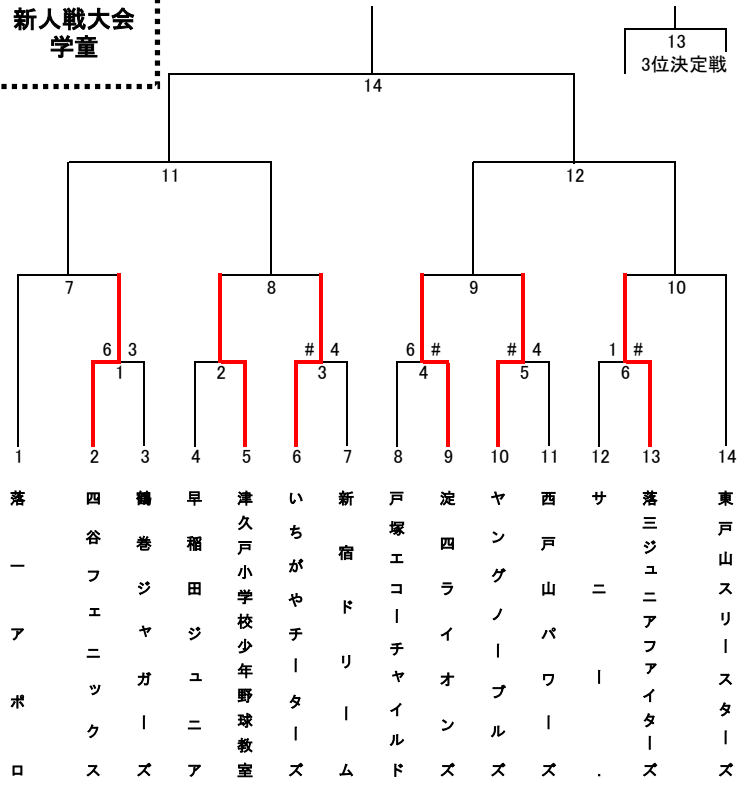 新人戦大会
学童
13
3位決定戦
14
11
12
7
8
9
10
6 3
# 4
6 #
# 4
1 #
1
2
3
4
5
6
1
2
3
4
5
6
7
8
9
10
11
12
13
14
落一アポロ
四谷フェニックス
鶴巻ジャガーズ
早稲田ジュニア
津久戸小学校少年野球教室
いちがやチーターズ
新宿ドリーム
戸塚エコーチャイルド
淀四ライオンズ
ヤングノーブルズ
西戸山パワーズ
サニー.
落三ジュニアファイターズ
東戸山スリースターズ